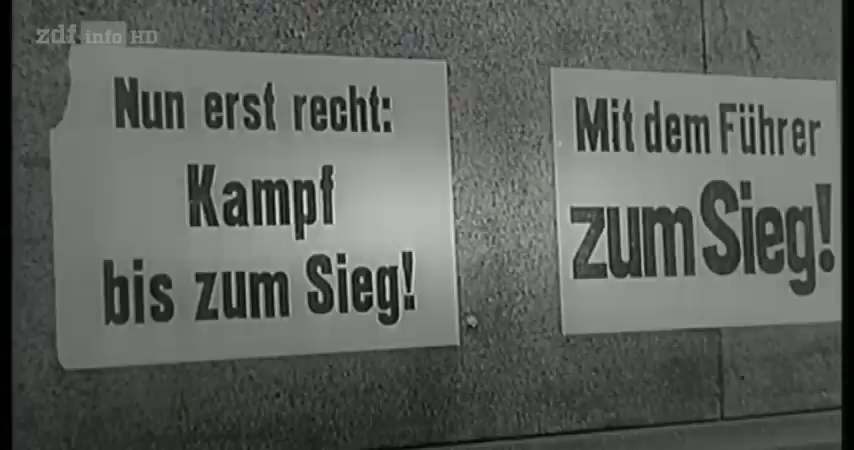 zdf info HD
Nun erst recht:
Kampf
bis zum Sieg!
Mit dem Führer
zum Sieg!